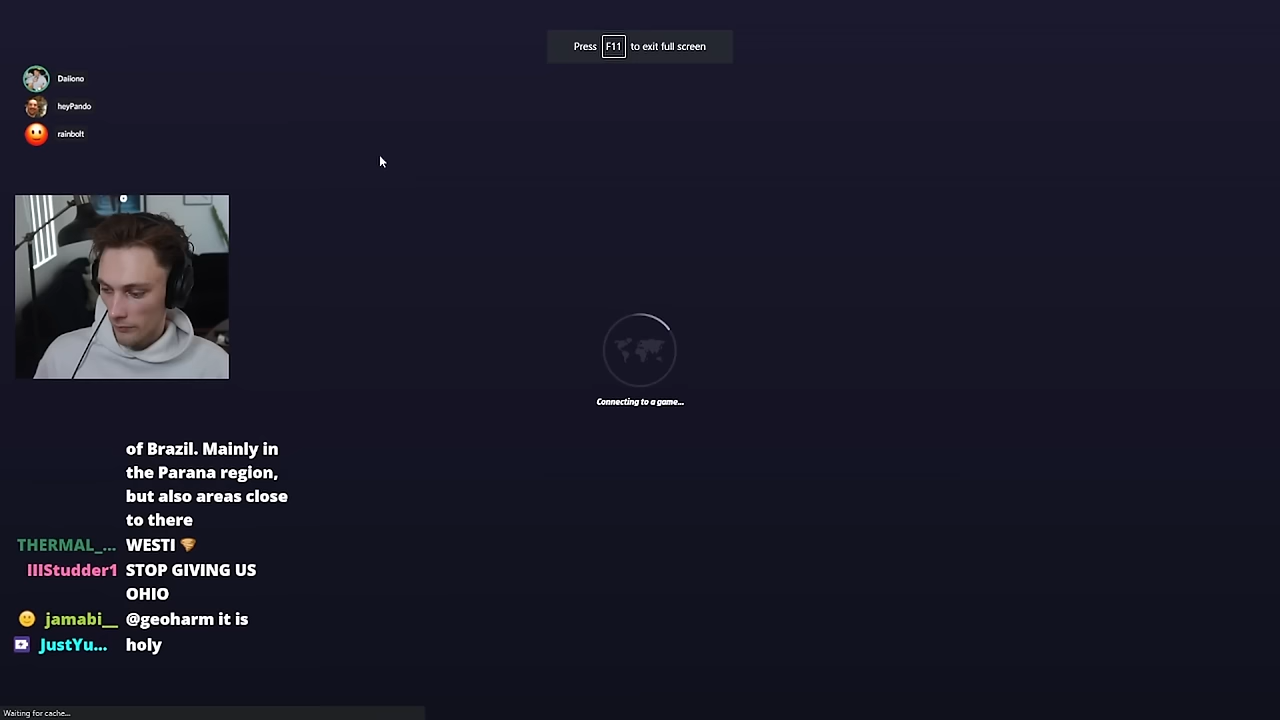 Press F11 to exit full screen
Daiiono
heyPando
rainbolt
Connecting to a game...
of Brazil. Mainly in
the Parana region,
but also areas close
to there
THERMAL_... WESTI
IIIStudder1 STOP GIVING US
OHIO
jamabi__ @geoharm it is
JustYu... holy
Waiting for cache...